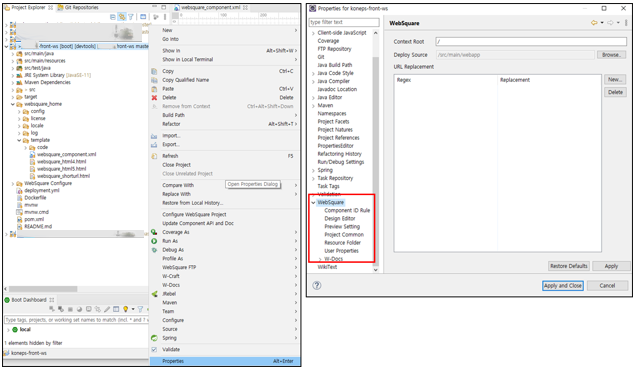 Project Explorer
Git Repositories
-front-ws [boot] [devtools] [
front-ws master
src/main/java
src/main/resources
src/test/java
JRE System Library [JavaSE-11]
Maven Dependencies
src
target
websquare_home
config
license
locale
log
template
code
websquare_component.xml
websquare_html4.html
websquare_html5.html
websquare_shorturl.html
WebSquare Configure
deployment.yml
Dockerfile
mvnw
mvnw.cmd
pom.xml
README.md
Boot Dashboard
Type tags, projects, or working set names to match (incl. * and ? v
local
1 elements hidden by filter
koneps-front-ws
websquare_component.xml
New
Go Into
Show In Alt+Shift+W
Show in Local Terminal
Copy Ctrl+C
Copy Qualified Name
Paste Ctrl+V
Delete Delete
Remove from Context Ctrl+Alt+Shift+Down
Build Path
Refactor Alt+Shift+T
Import...
Export...
Refresh F5
Close Project
Close Unrelated Project
Compare With
Open Properties Dialog
Replace With
Restore from Local History...
Configure WebSquare Project
Update Component API and Doc
Coverage As
Run As
Debug As
Profile As
WebSquare FTP
W-Craft
W-Docs
JRebel
Maven
Team
Configure
Source
Spring
Validate
Properties Alt+Enter
Properties for koneps-front-ws
type filter text
Client-side JavaScript
Coverage
FTP Repository
Git
Java Build Path
Java Code Style
Java Compiler
Javadoc Location
Java Editor
Maven
Namespaces
Project Facets
Project Natures
Project References
PropertiesEditor
Refactoring History
Run/Debug Settings
Spring
Task Repository
Task Tags
Validation
WebSquare
Component ID Rule
Design Editor
Preview Setting
Project Common
Resource Folder
User Properties
W-Docs
WikiText
WebSquare
Context Root /
Deploy Source /src/main/webapp Browse...
URL Replacement
Regex Replacement
New...
Delete
Restore Defaults Apply
Apply and Close Cancel